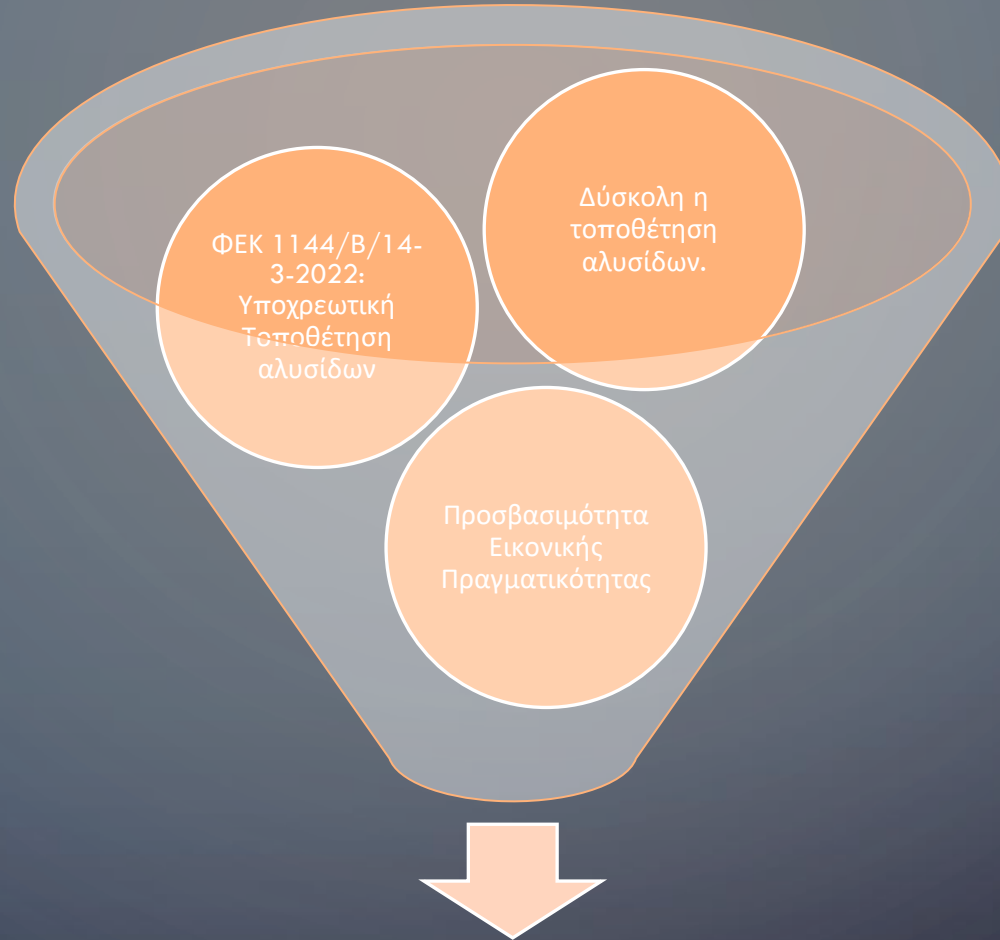 ΦΕΚ 1144/Β/14-
3-2022:
Υποχρεωτική
Τοποθέτηση
αλυσίδων
Δύσκολη η
τοποθέτηση
αλυσίδων.
Προσβασιμότητα
Εικονικής
Πραγματικότητας